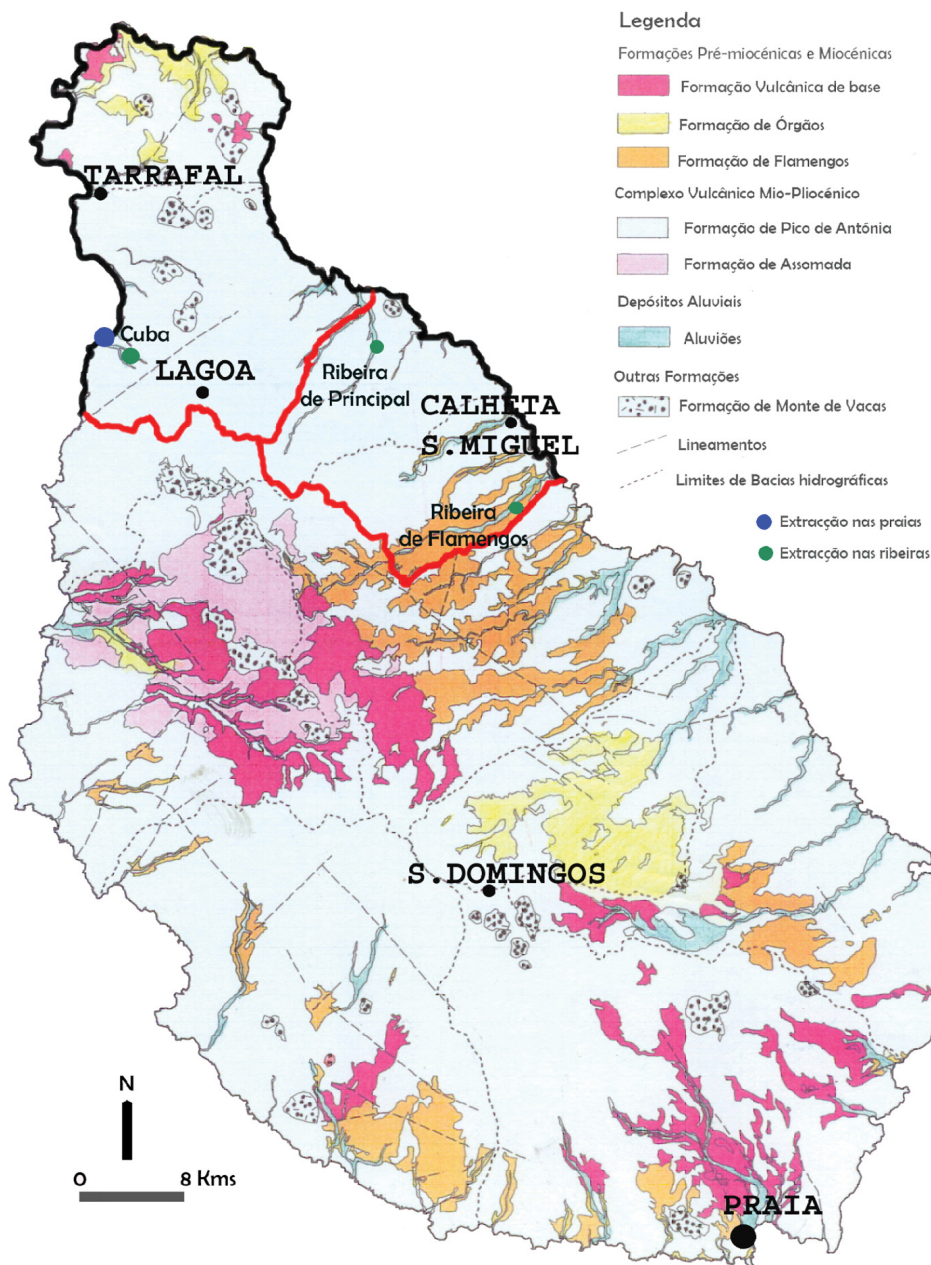 Legenda
Formações Pré-miocénicas e Miocénicas
Formação Vulcânica de base
Formação de Órgãos
Formação de Flamengos
Complexo Vulcânico Mio-Pliocénico
Formação de Pico de Antónia
Formação de Assomada
Depósitos Aluviais
Aluviões
Outras Formações
Formação de Monte de Vacas
Lineamentos
Limites de Bacias hidrográficas
Extracção nas praias
Extracção nas ribeiras
TARRAFAL
Cuba
LAGOA
Ribeira
de Principal
CALHETA
S.MIGUEL
Ribeira
de Flamengos
S.DOMINGOS
N
0 8 Kms
PRAIA